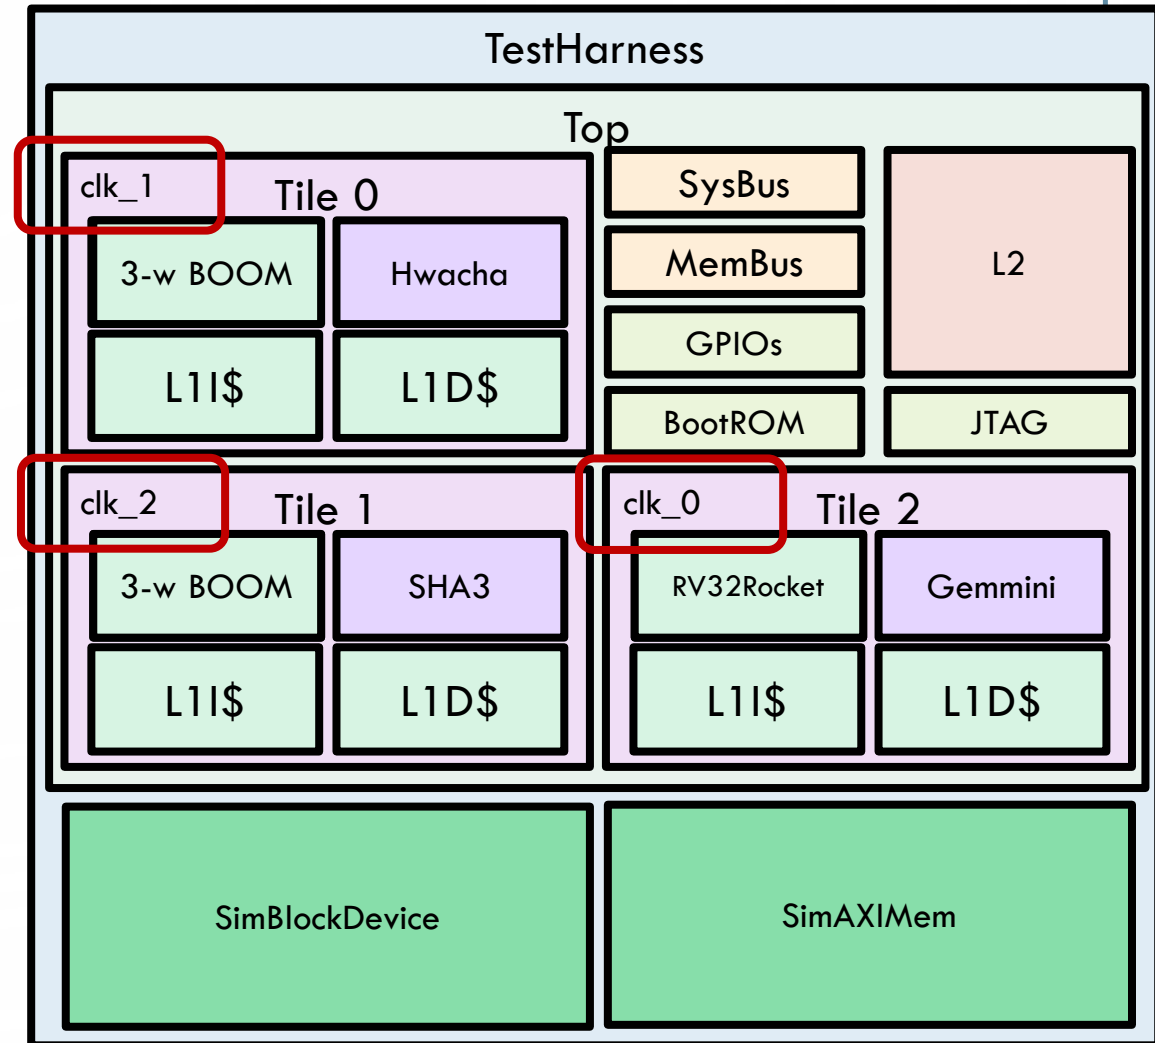 TestHarness
Top
clk_1
Tile 0
3-w BOOM
Hwacha
L1I$
L1D$
SysBus
MemBus
GPIOs
BootROM
L2
JTAG
clk_2
Tile 1
3-w BOOM
SHA3
L1I$
L1D$
clk_0
Tile 2
RV32Rocket
Gemmini
L1I$
L1D$
SimBlockDevice
SimAXIMem